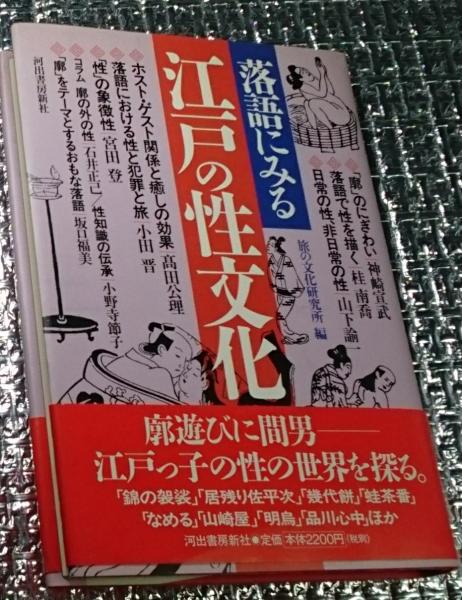 落語にみる
江戸の性文化
旅の文化研究所 編
「廓」のにぎわい 神崎宣武
落語で性を描く 桂 南喬
日常の性、非日常の性 山下諭一
ホスト・ゲスト関係と癒しの効果 高田公理
落語における性と犯罪と旅 小田 晋
「性」の象徴性 宮田 登
コラム 廓の外の性 石井正己/性知識の伝承 小野寺節子
「廓」をテーマとするおもな落語 坂口福美
河出書房新社
廓遊びに間男——
江戸っ子の性の世界を探る。
「錦の袈裟」「居残り佐平次」「幾代餅」「蛙茶番」
「なめる」「山崎屋」「明烏」「品川心中」ほか
河出書房新社●定価 本体2200円(税別)